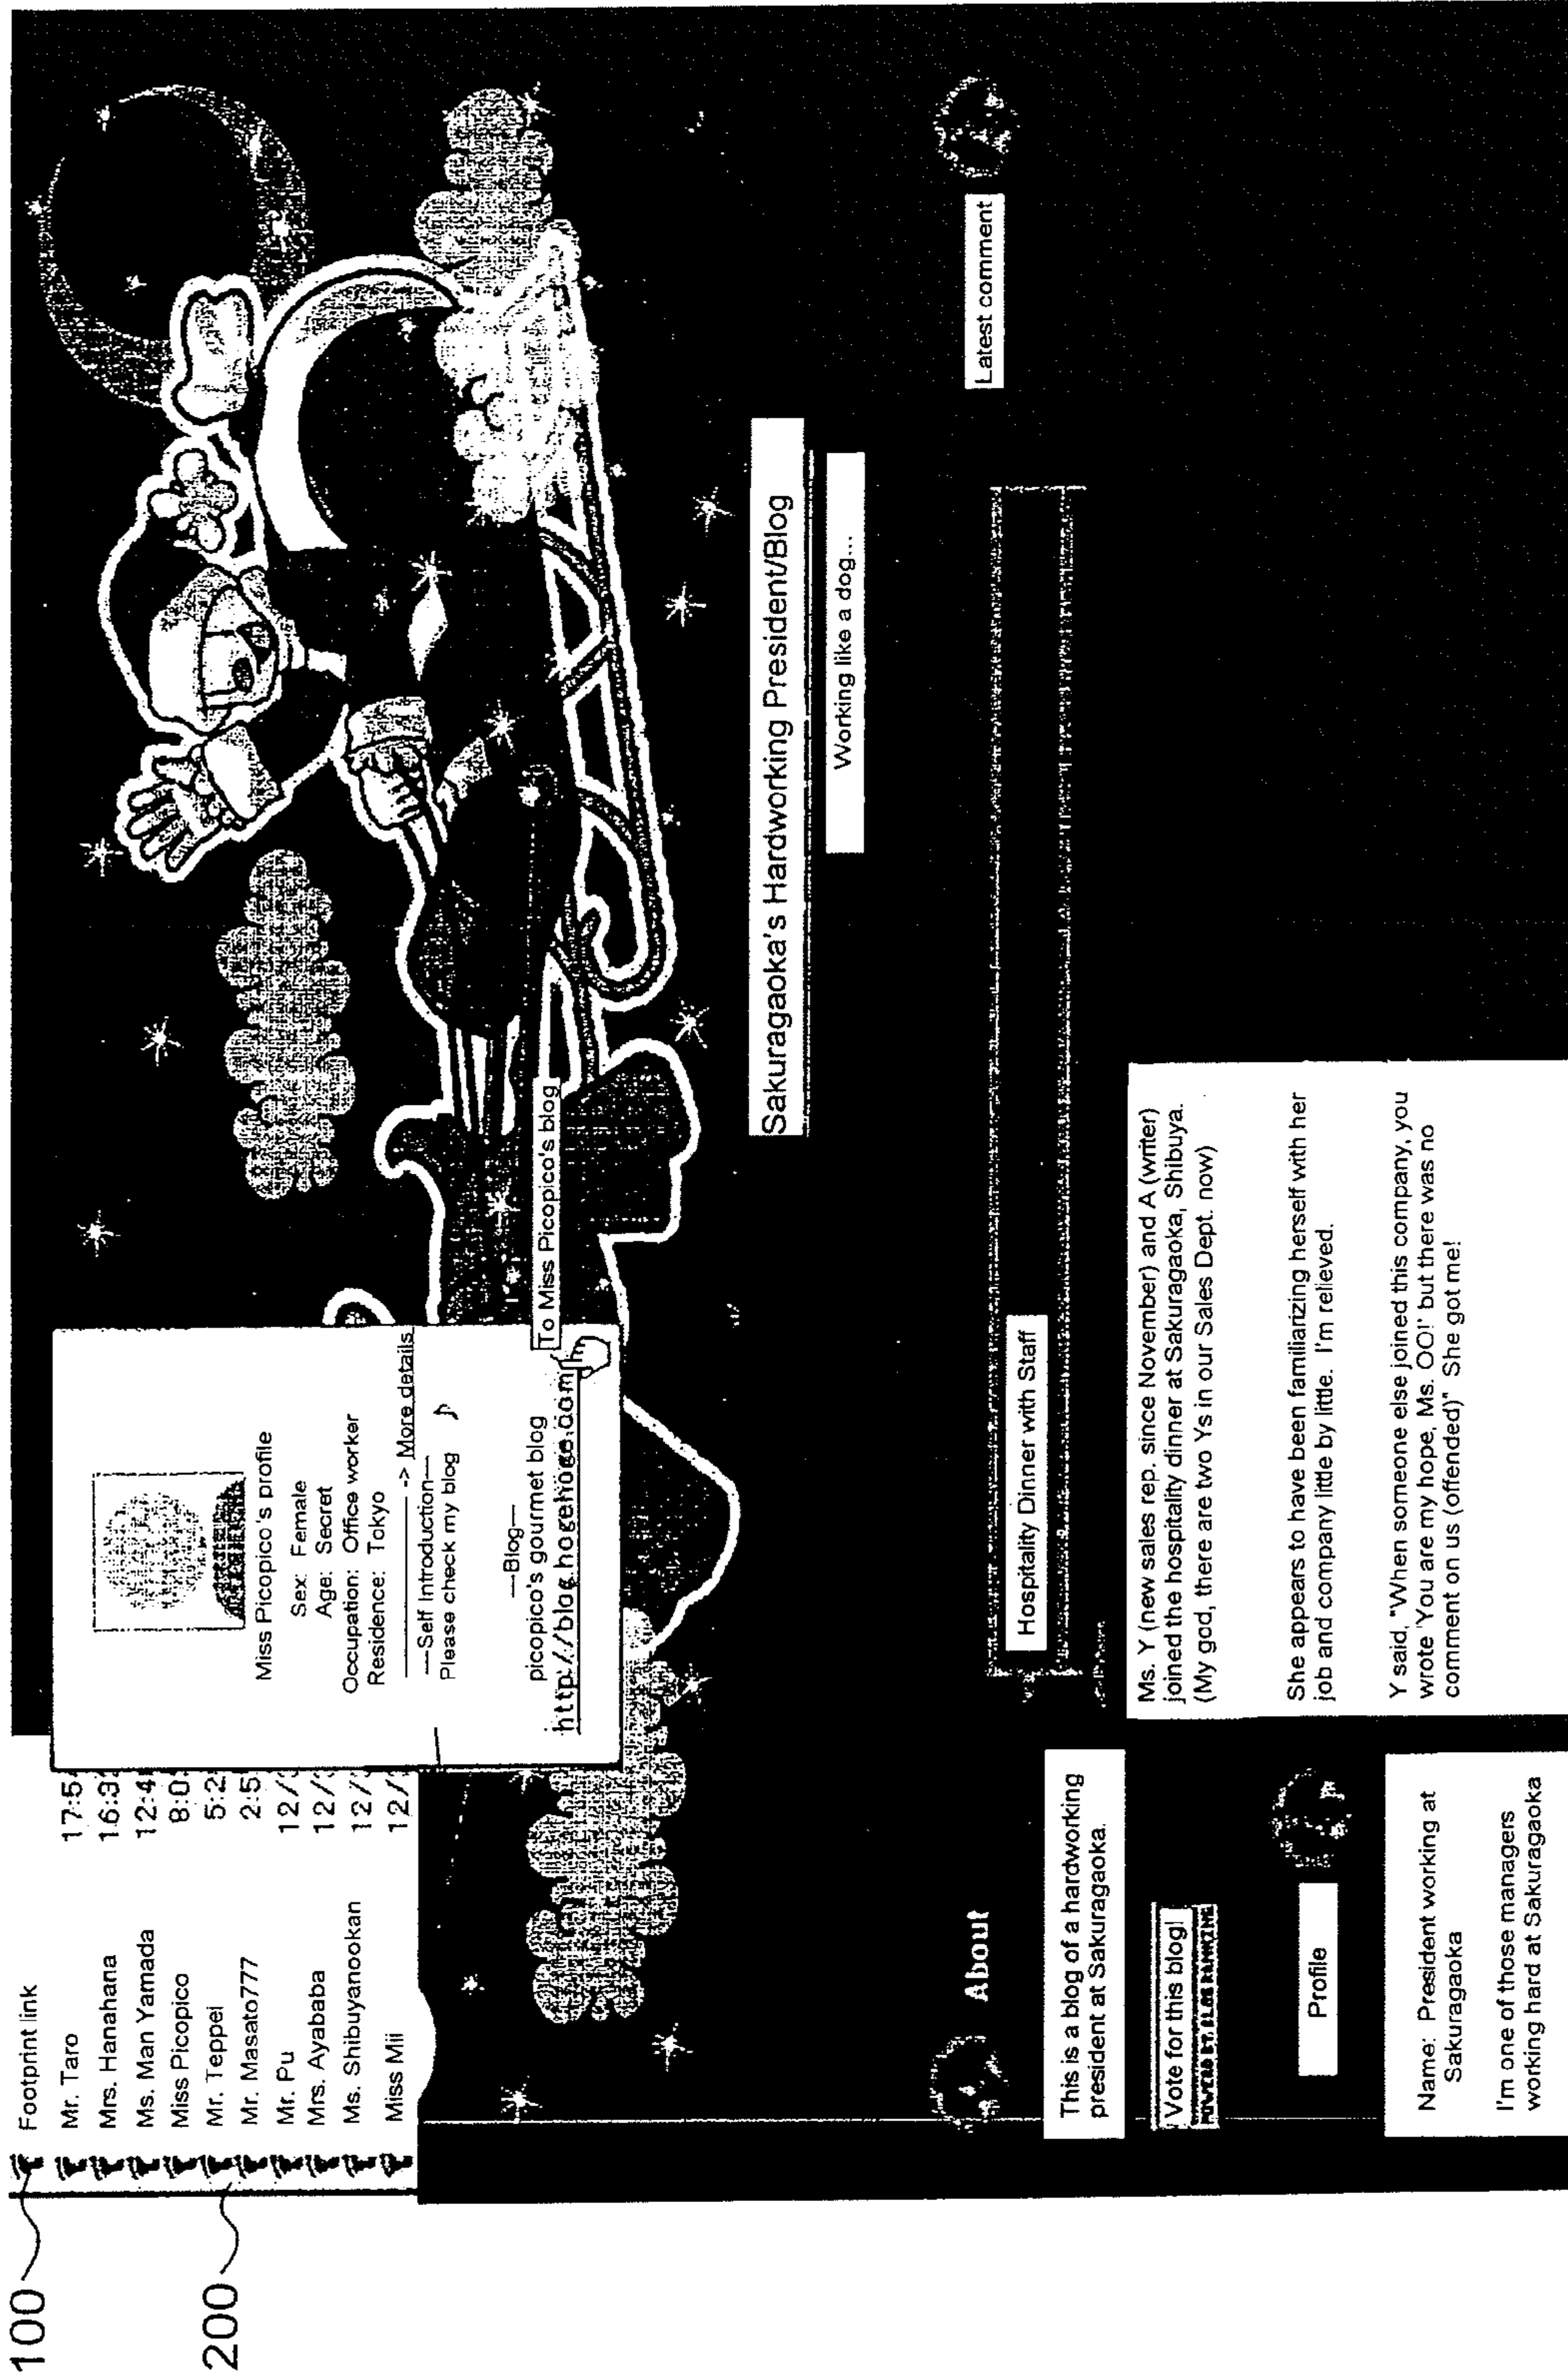 100
Footprint link
Mr. Taro 17:5
Mrs. Hanahana 16:3
Ms. Man Yamada 12:4
Miss Picopico 8:0
200
Mr. Teppei 5:2
Mr. Masato777 2:5
Mr. Pu 12/
Mrs. Ayababa 12/
Ms. Shibuyanookan 12/
Miss Mii 12/
Miss Picopico's profile
Sex: Female
Age: Secret
Occupation: Office worker
Residence: Tokyo
-> More details
---Self Introduction---
Please check my blog ♪
---Blog---
picopico's gourmet blog
http://blog.hogehoge.com
To Miss Picopico's blog
Sakuragaoka's Hardworking President/Blog
Working like a dog...
About
This is a blog of a hardworking
president at Sakuragaoka.
Vote for this blog!
POWERED BY BLOG RANKING
Profile
Name: President working at
Sakuragaoka
I'm one of those managers
working hard at Sakuragaoka
Hospitality Dinner with Staff
Ms. Y (new sales rep. since November) and A (writer)
joined the hospitality dinner at Sakuragaoka, Shibuya.
(My god, there are two Ys in our Sales Dept. now)
She appears to have been familiarizing herself with her
job and company little by little. I'm relieved.
Y said, "When someone else joined this company, you
wrote 'You are my hope, Ms. OO!' but there was no
comment on us (offended)" She got me!
Latest comment